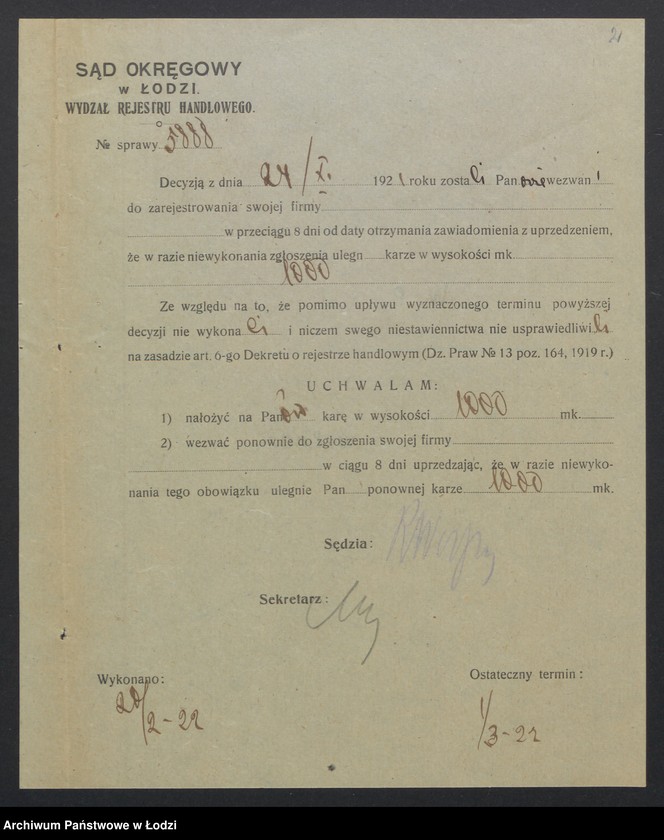 21
SĄD OKRĘGOWY
w ŁODZI.
WYDZAŁ REJESTRU HANDLOWEGO.
№ sprawy 5888
Decyzją z dnia 24/X. 1921 roku zostali Panowie wezwani
do zarejestrowania swojej firmy
w przeciągu 8 dni od daty otrzymania zawiadomienia z uprzedzeniem,
że w razie niewykonania zgłoszenia ulegn karze w wysokości mk.
1000
Ze względu na to, że pomimo upływu wyznaczonego terminu powyższej
decyzji nie wykonali i niczem swego niestawiennictwa nie usprawiedliwili
na zasadzie art. 6-go Dekretu o rejestrze handlowym (Dz. Praw № 13 poz. 164, 1919 r.)
UCHWALAM:
1) nałożyć na Panów karę w wysokości 1000 mk.
2) wezwać ponownie do zgłoszenia swojej firmy
w ciągu 8 dni uprzedzając, że w razie niewyko-
nania tego obowiązku ulegnie Pan ponownej karze 1000 mk.
Sędzia:
Sekretarz:
Wykonano:
20/2-22
Ostateczny termin:
1/3-22
Archiwum Państwowe w Łodzi